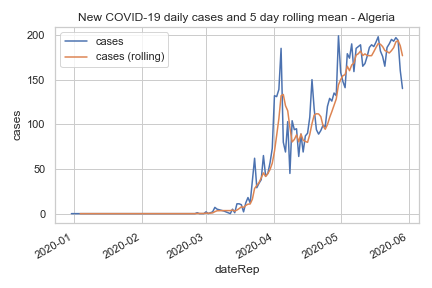 New COVID-19 daily cases and 5 day rolling mean - Algeria
cases
cases (rolling)
200
150
100
50
0
cases
2020-01
2020-02
2020-03
2020-04
2020-05
2020-06
dateRep